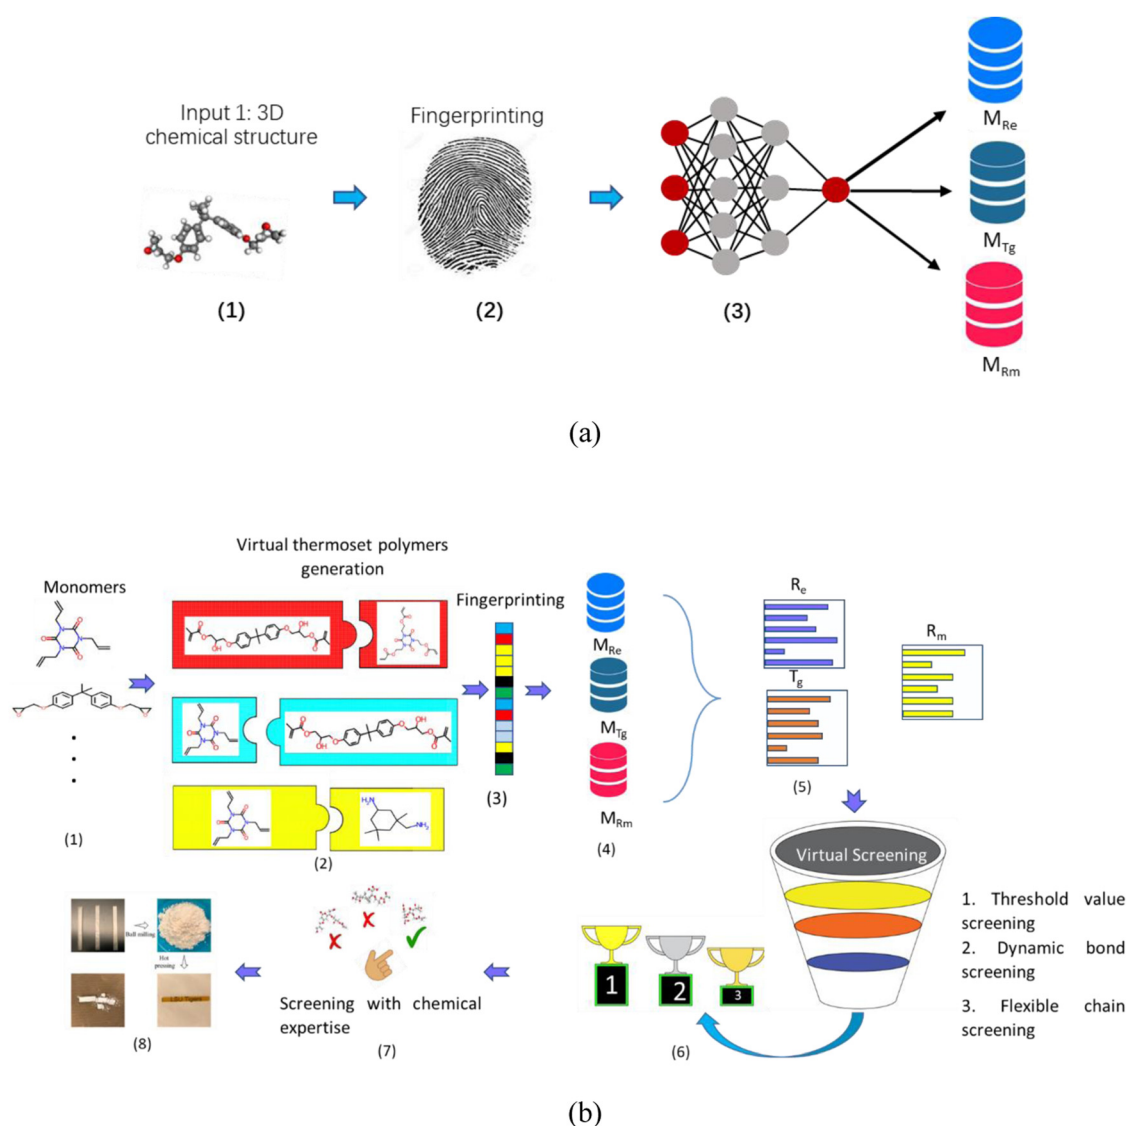 Input 1: 3D
chemical structure
Fingerprinting
(1)
(2)
(3)
MRe
MTg
MRm
(a)
Virtual thermoset polymers
generation
Monomers
Fingerprinting
(1)
(2)
(3)
MRe
MTg
MRm
(4)
Re
Rm
Tg
(5)
Virtual Screening
1. Threshold value
screening
2. Dynamic bond
screening
3. Flexible chain
screening
1
2
3
(6)
Screening with chemical
expertise
(7)
Ball milling
Hot
pressing
(8)
(b)